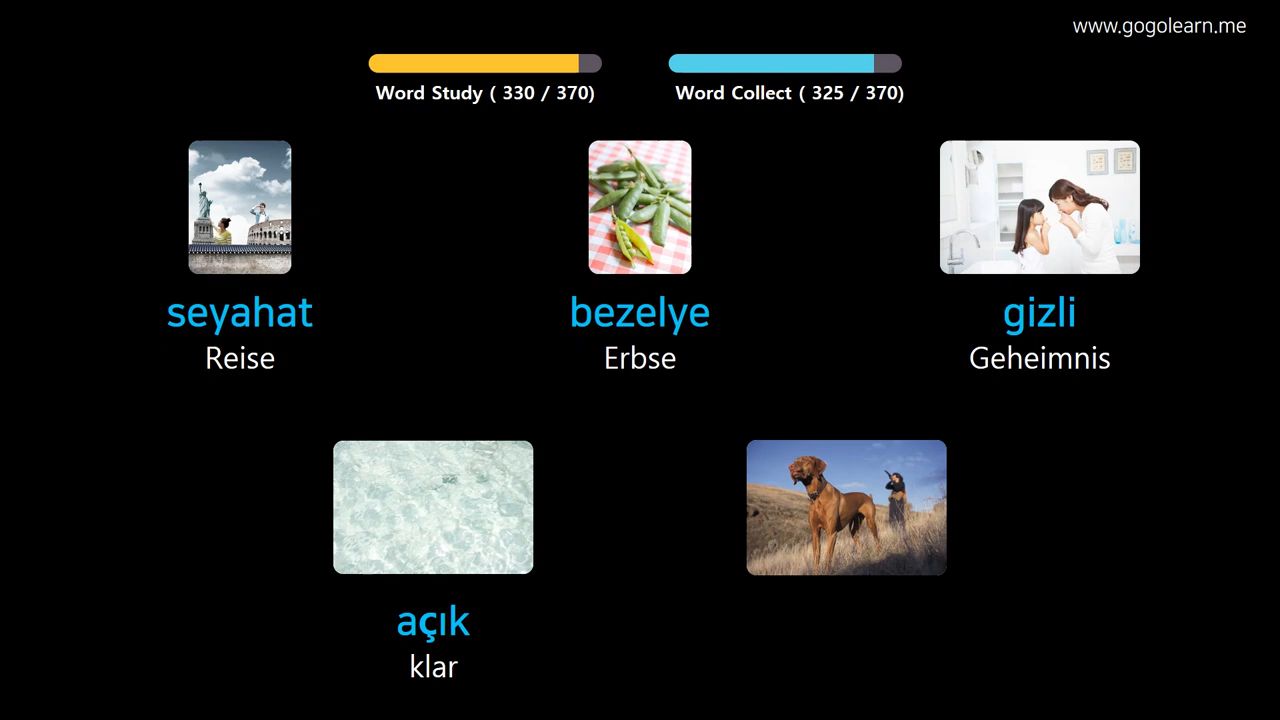 www.gogolearn.me
Word Study ( 330 / 370)
Word Collect ( 325 / 370)
seyahat
Reise
bezelye
Erbse
gizli
Geheimnis
açık
klar